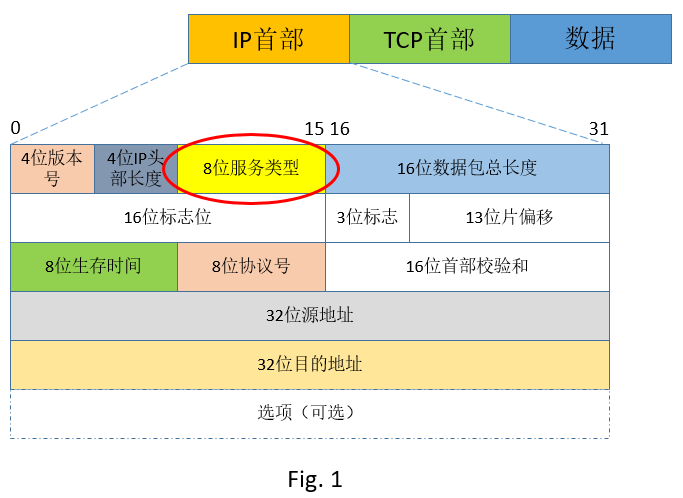 IP首部 TCP首部 数据
0 15 16 31
4位版本
号
4位IP头
部长度
8位服务类型
16位数据包总长度
16位标志位
3位标志
13位片偏移
8位生存时间
8位协议号
16位首部校验和
32位源地址
32位目的地址
选项（可选）
Fig. 1